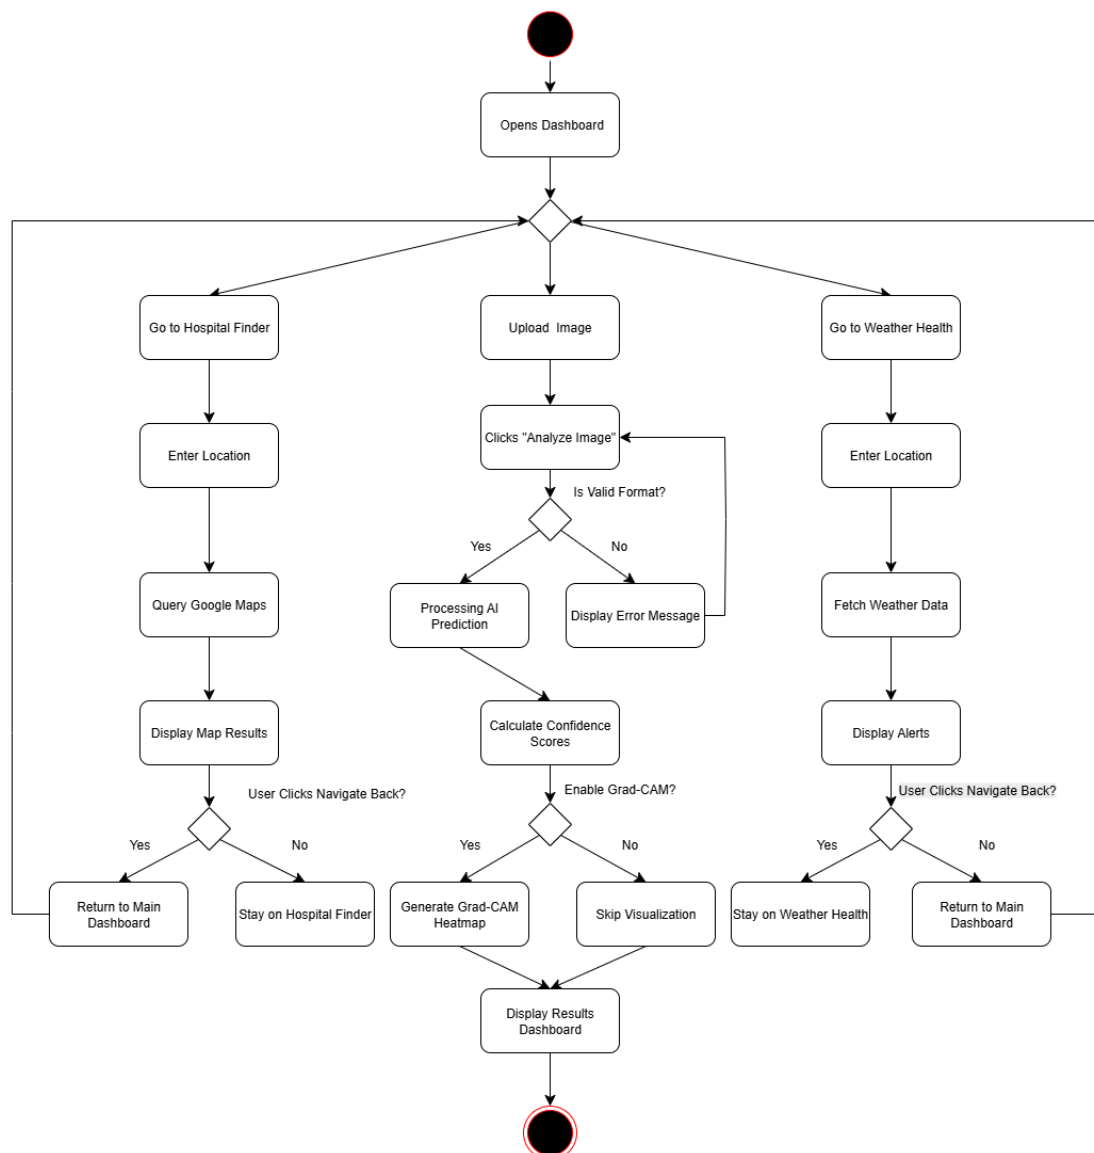 Opens Dashboard
Go to Hospital Finder
Upload Image
Go to Weather Health
Enter Location
Clicks "Analyze Image"
Enter Location
Is Valid Format?
Yes
No
Query Google Maps
Processing AI
Prediction
Display Error Message
Fetch Weather Data
Display Map Results
Calculate Confidence
Scores
Display Alerts
User Clicks Navigate Back?
Enable Grad-CAM?
User Clicks Navigate Back?
Yes
No
Yes
No
Yes
No
Return to Main
Dashboard
Stay on Hospital Finder
Generate Grad-CAM
Heatmap
Skip Visualization
Stay on Weather Health
Return to Main
Dashboard
Display Results
Dashboard